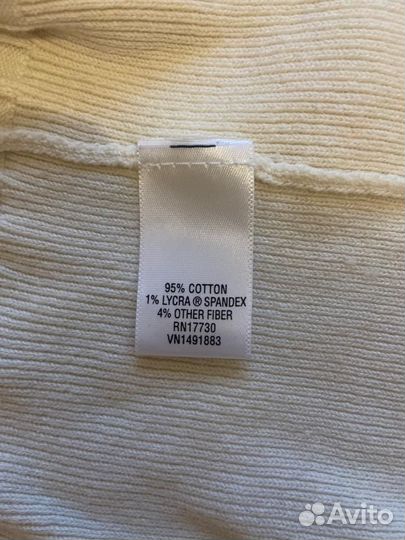 95% COTTON
1% LYCRA ® SPANDEX
4% OTHER FIBER
RN17730
VN1491883
Avito